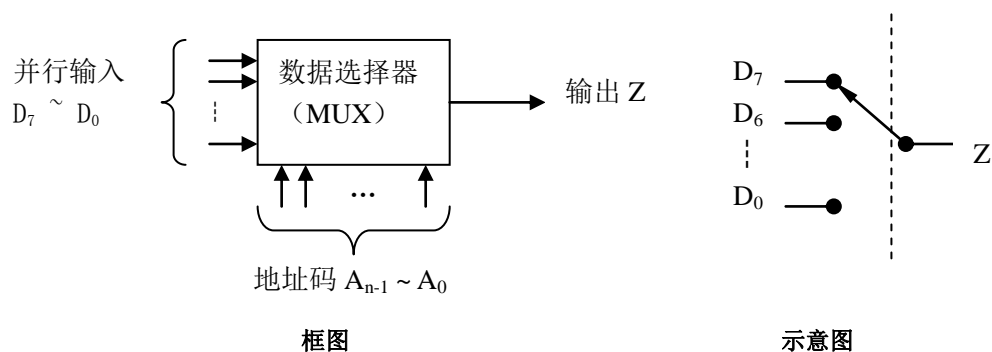 并行输入
D₇ ~ D₀
数据选择器
（MUX）
输出 Z
…
地址码 Aₙ₋₁ ~ A₀
框图
D₇
D₆
D₀
Z
示意图